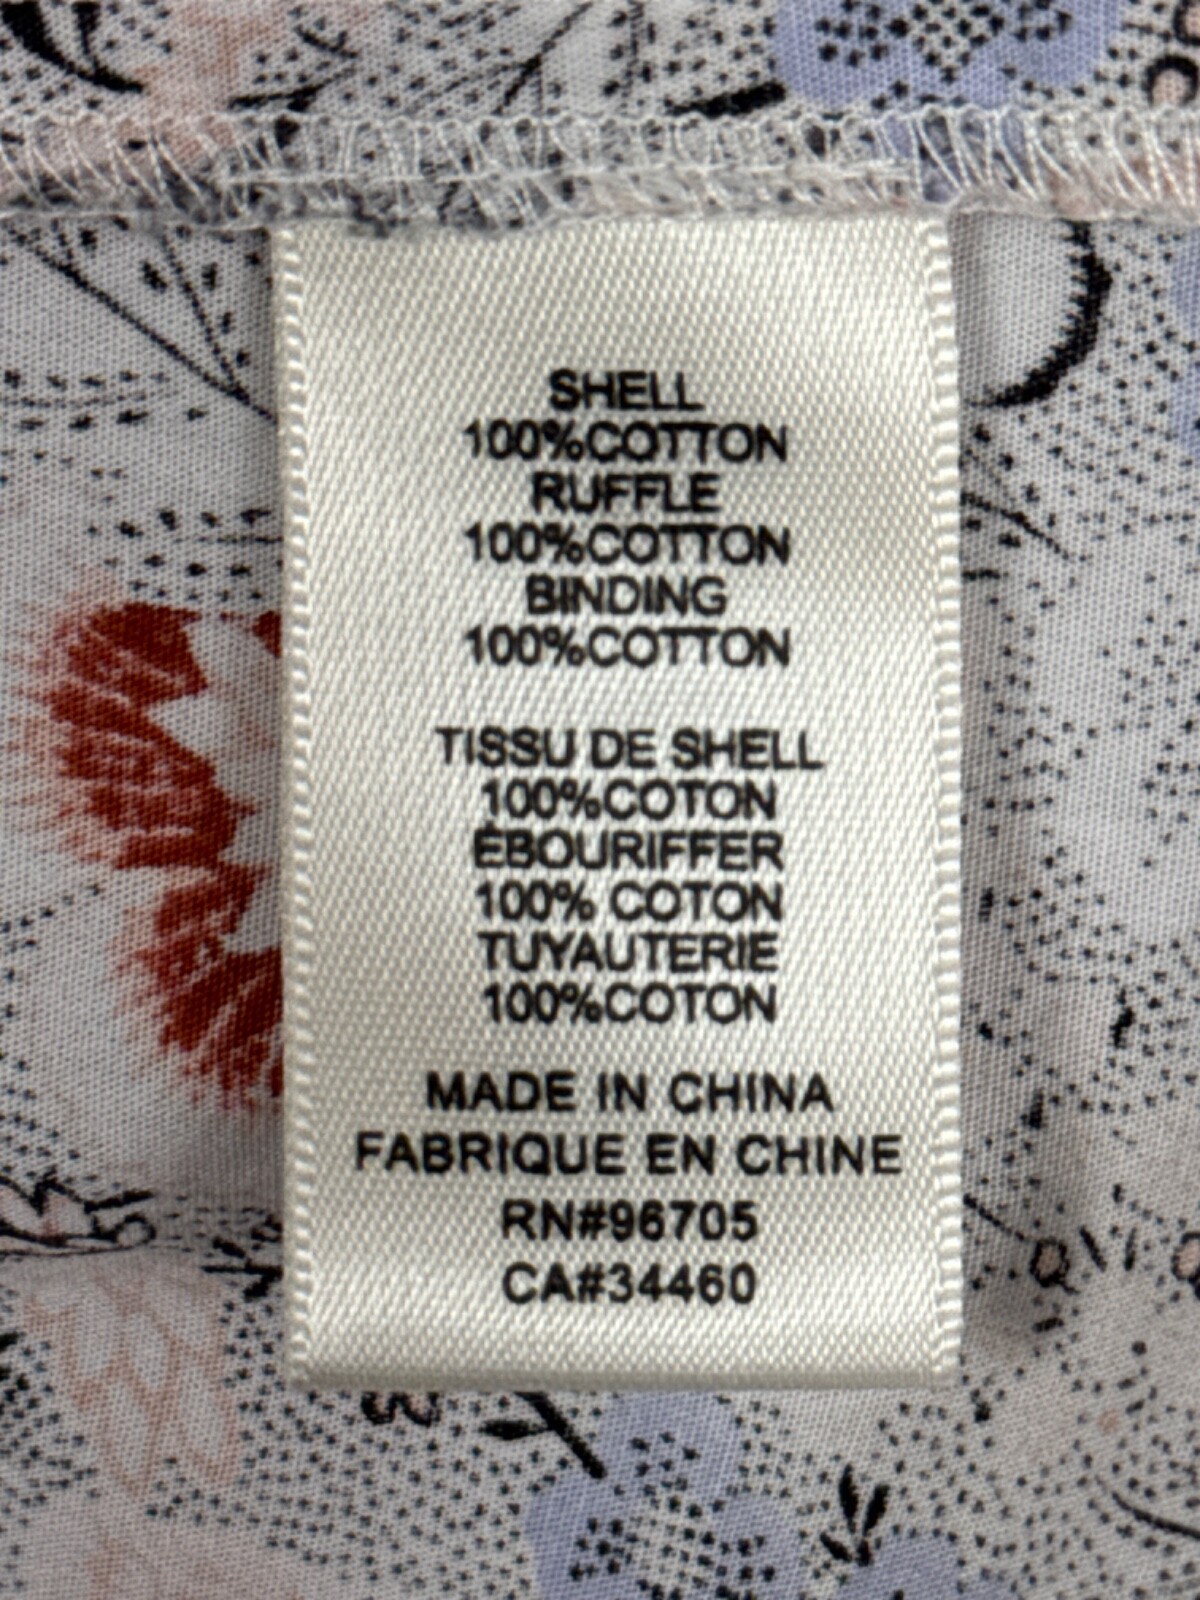 SHELL
100%COTTON
RUFFLE
100%COTTON
BINDING
100%COTTON
TISSU DE SHELL
100%COTON
ÉBOURIFFER
100% COTON
TUYAUTERIE
100%COTON
MADE IN CHINA
FABRIQUE EN CHINE
RN#96705
CA#34460